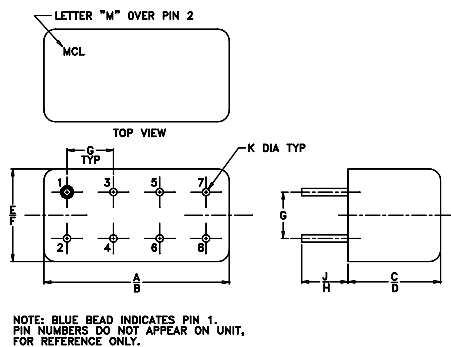 LETTER "M" OVER PIN 2
MCL
TOP VIEW
G
TYP
K DIA TYP
1 3 5 7
2 4 6 8
E
F
G
A
B
J
H
C
D
NOTE: BLUE BEAD INDICATES PIN 1.
PIN NUMBERS DO NOT APPEAR ON UNIT,
FOR REFERENCE ONLY.